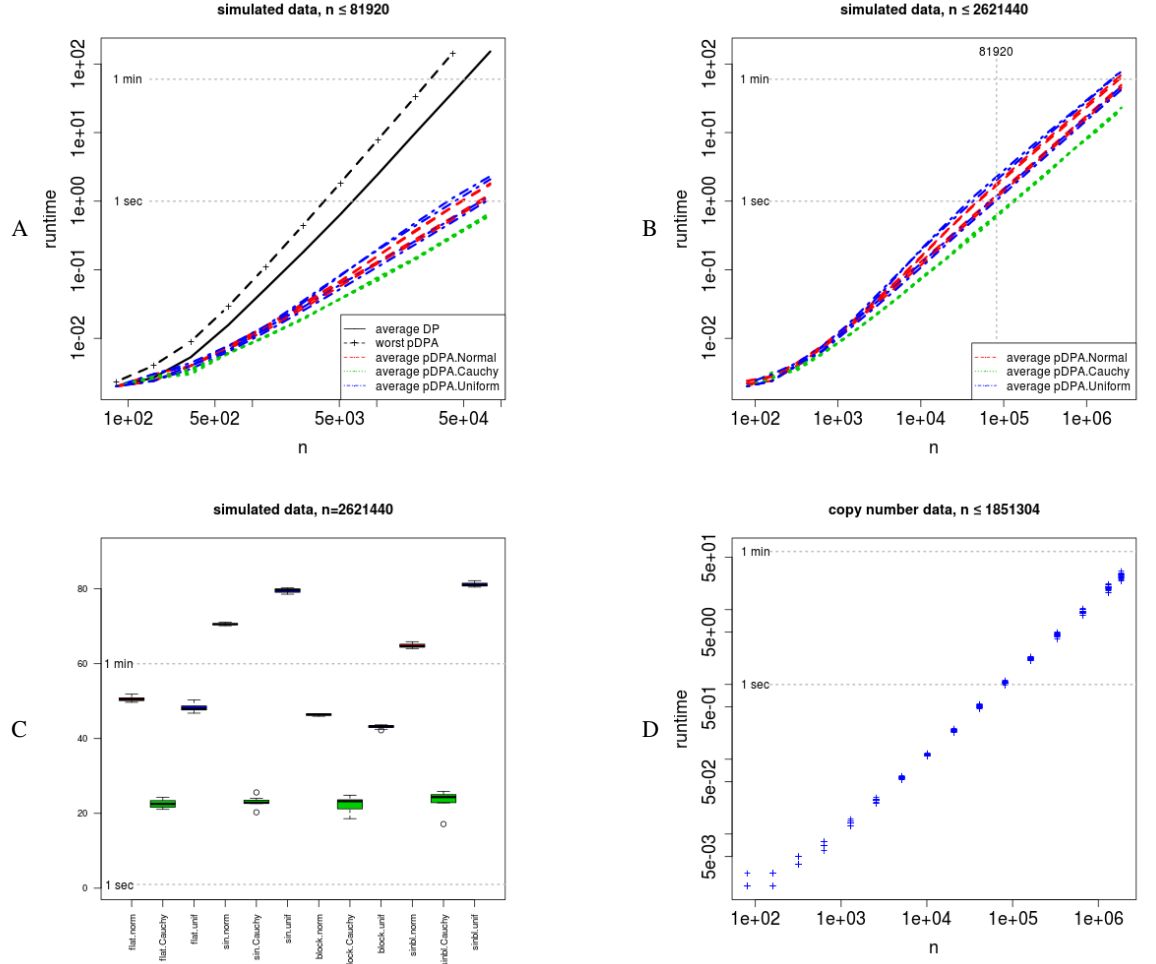 simulated data, n ≤ 81920
A
runtime
1e-02
1e-01
1e+00
1e+01
1e+02
1 min
1 sec
average DP
worst pDPA
average pDPA.Normal
average pDPA.Cauchy
average pDPA.Uniform
1e+02
5e+02
5e+03
5e+04
n
simulated data, n ≤ 2621440
B
runtime
1e-02
1e-01
1e+00
1e+01
1e+02
81920
1 min
1 sec
average pDPA.Normal
average pDPA.Cauchy
average pDPA.Uniform
1e+02
1e+03
1e+04
1e+05
1e+06
n
simulated data, n=2621440
C
80
60
40
20
0
1 min
1 sec
flat.norm
flat.Cauchy
flat.unif
sin.norm
sin.Cauchy
sin.unif
block.norm
lock.Cauchy
block.unif
sinbl.norm
sinbl.Cauchy
sinbl.unif
copy number data, n ≤ 1851304
D
runtime
5e-03
5e-02
5e-01
5e+00
5e+01
1 min
1 sec
1e+02
1e+03
1e+04
1e+05
1e+06
n